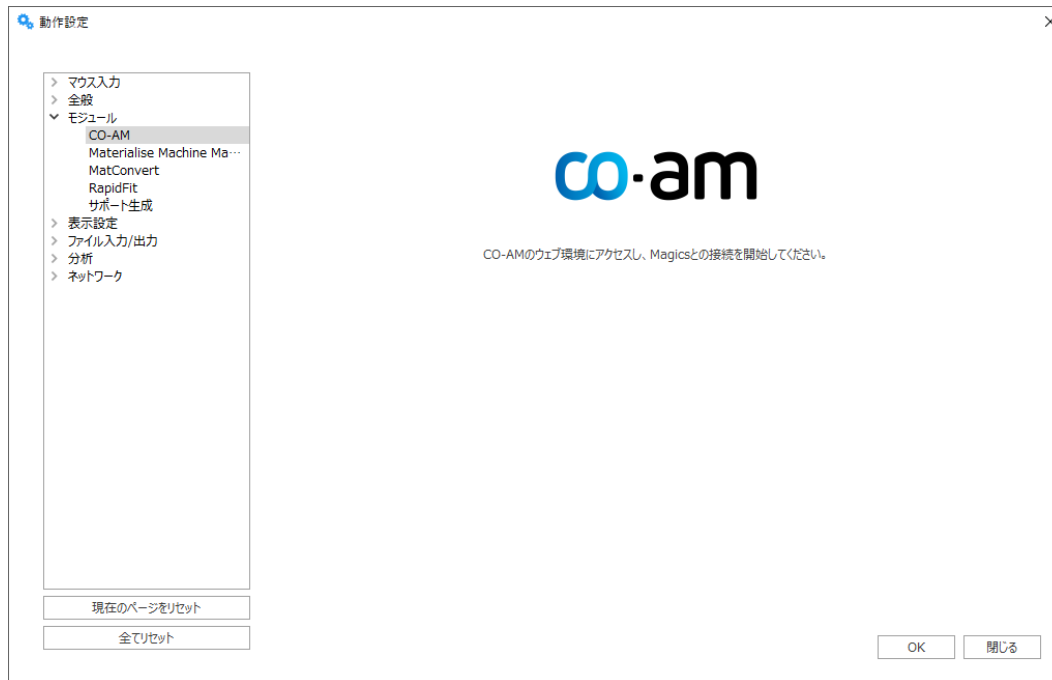 動作設定
マウス入力
全般
モジュール
CO-AM
Materialise Machine Ma…
MatConvert
RapidFit
サポート生成
表示設定
ファイル入力/出力
分析
ネットワーク
現在のページをリセット
全てリセット
co·am
CO-AMのウェブ環境にアクセスし、Magicsとの接続を開始してください。
OK
閉じる